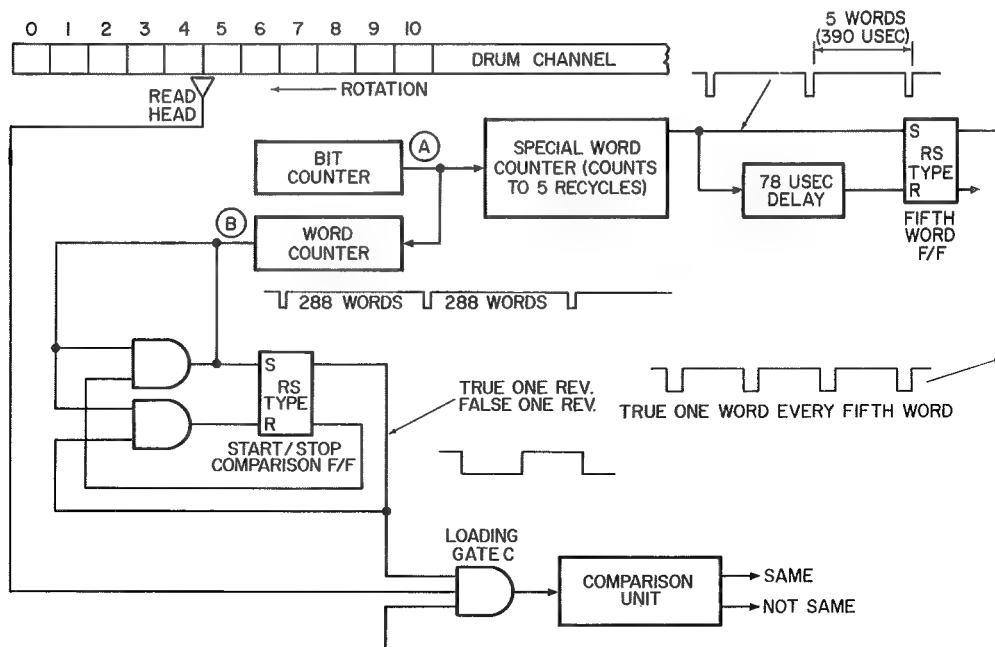 0 1 2 3 4 5 6 7 8 9 10
DRUM CHANNEL
READ
HEAD
ROTATION
5 WORDS
(390 USEC)
BIT
COUNTER
A
SPECIAL WORD
COUNTER (COUNTS
TO 5 RECYCLES)
78 USEC
DELAY
S
RS
TYPE
R
FIFTH
WORD
F/F
B
WORD
COUNTER
288 WORDS 288 WORDS
S
RS
TYPE
R
START/STOP
COMPARISON F/F
TRUE ONE REV.
FALSE ONE REV.
TRUE ONE WORD EVERY FIFTH WORD
LOADING
GATE C
COMPARISON
UNIT
SAME
NOT SAME